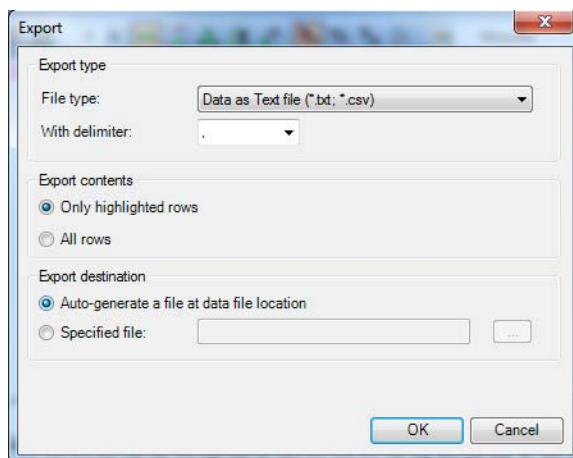 Export
Export type
File type:
Data as Text file (*.txt; *.csv)
With delimiter:
,
Export contents
Only highlighted rows
All rows
Export destination
Auto-generate a file at data file location
Specified file:
...
OK
Cancel